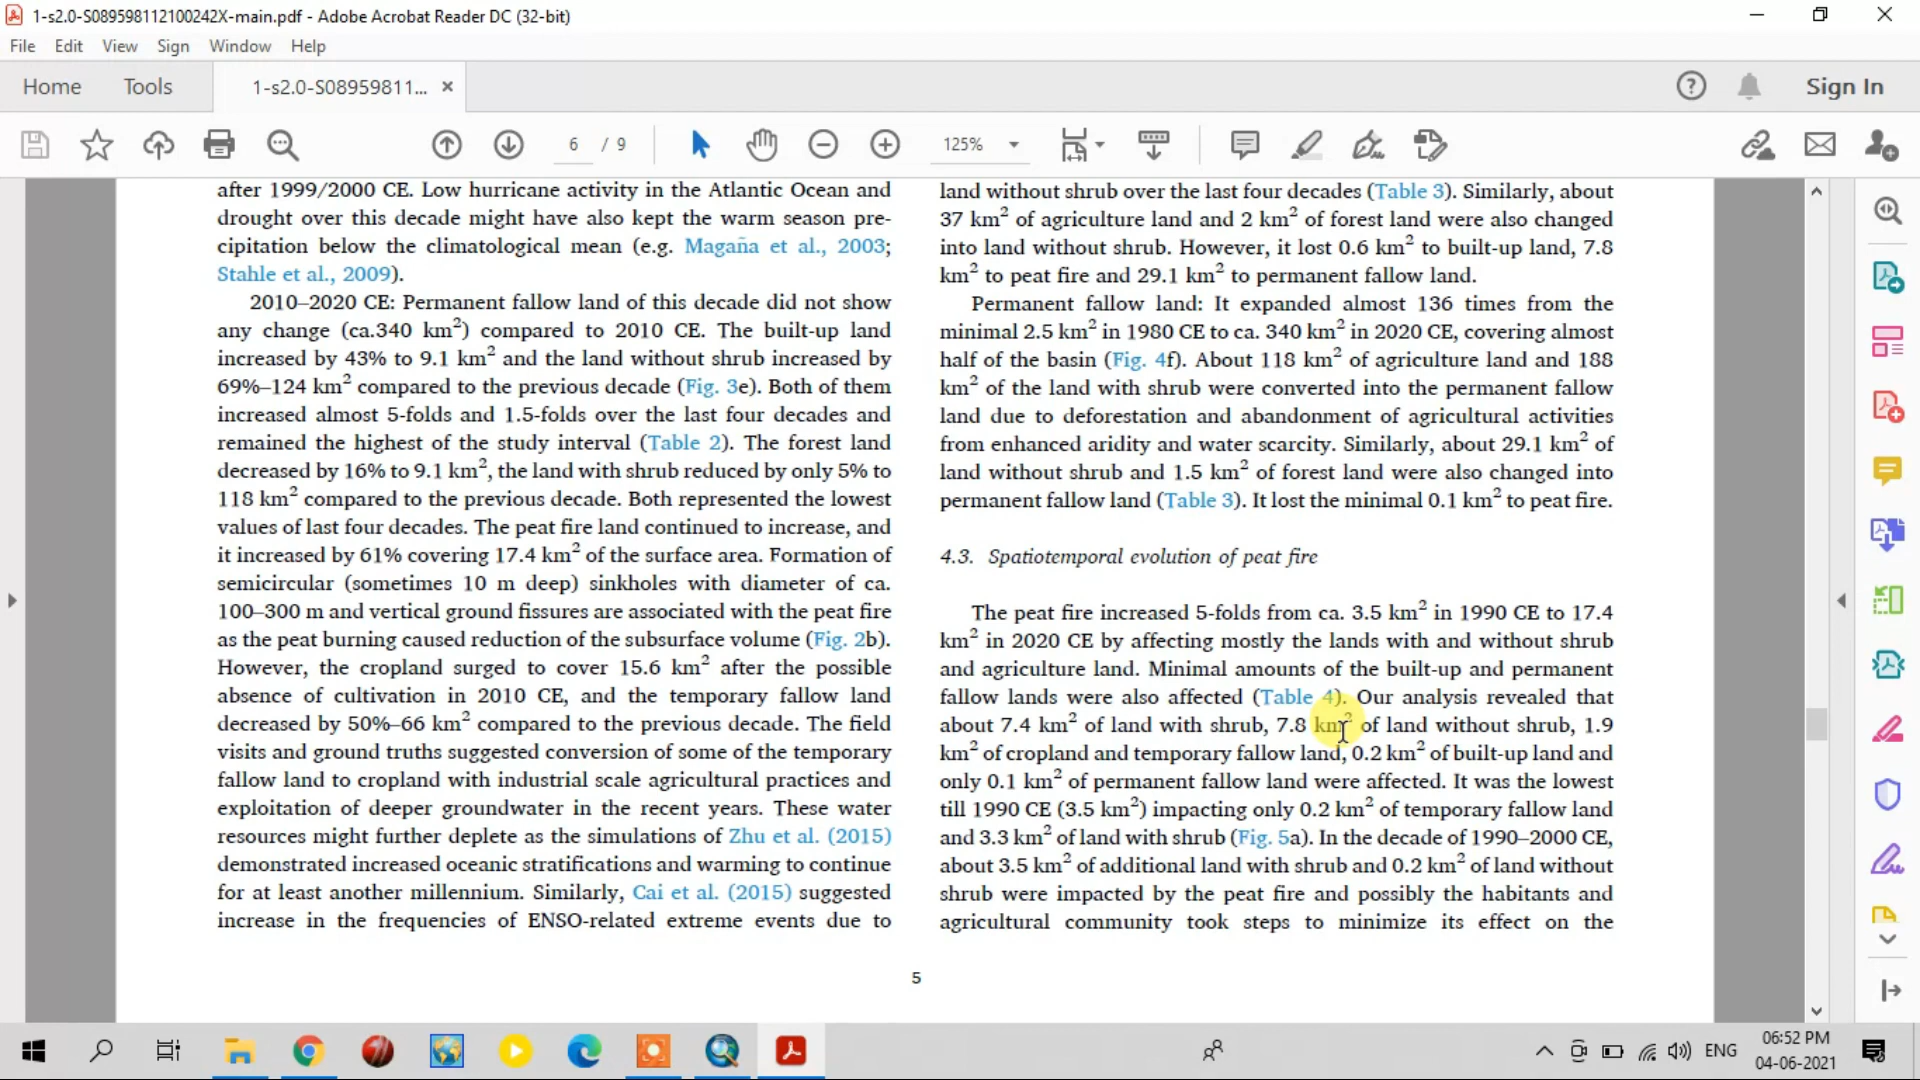 1-s2.0-S089598112100242X-main.pdf - Adobe Acrobat Reader DC (32-bit)
File Edit View Sign Window Help
Home Tools 1-s2.0-S08959811... × Sign In
6 / 9 125%
after 1999/2000 CE. Low hurricane activity in the Atlantic Ocean and
drought over this decade might have also kept the warm season pre-
cipitation below the climatological mean (e.g. Magaña et al., 2003;
Stahle et al., 2009).
2010–2020 CE: Permanent fallow land of this decade did not show
any change (ca.340 km²) compared to 2010 CE. The built-up land
increased by 43% to 9.1 km² and the land without shrub increased by
69%–124 km² compared to the previous decade (Fig. 3e). Both of them
increased almost 5-folds and 1.5-folds over the last four decades and
remained the highest of the study interval (Table 2). The forest land
decreased by 16% to 9.1 km², the land with shrub reduced by only 5% to
118 km² compared to the previous decade. Both represented the lowest
values of last four decades. The peat fire land continued to increase, and
it increased by 61% covering 17.4 km² of the surface area. Formation of
semicircular (sometimes 10 m deep) sinkholes with diameter of ca.
100–300 m and vertical ground fissures are associated with the peat fire
as the peat burning caused reduction of the subsurface volume (Fig. 2b).
However, the cropland surged to cover 15.6 km² after the possible
absence of cultivation in 2010 CE, and the temporary fallow land
decreased by 50%–66 km² compared to the previous decade. The field
visits and ground truths suggested conversion of some of the temporary
fallow land to cropland with industrial scale agricultural practices and
exploitation of deeper groundwater in the recent years. These water
resources might further deplete as the simulations of Zhu et al. (2015)
demonstrated increased oceanic stratifications and warming to continue
for at least another millennium. Similarly, Cai et al. (2015) suggested
increase in the frequencies of ENSO-related extreme events due to
land without shrub over the last four decades (Table 3). Similarly, about
37 km² of agriculture land and 2 km² of forest land were also changed
into land without shrub. However, it lost 0.6 km² to built-up land, 7.8
km² to peat fire and 29.1 km² to permanent fallow land.
Permanent fallow land: It expanded almost 136 times from the
minimal 2.5 km² in 1980 CE to ca. 340 km² in 2020 CE, covering almost
half of the basin (Fig. 4f). About 118 km² of agriculture land and 188
km² of the land with shrub were converted into the permanent fallow
land due to deforestation and abandonment of agricultural activities
from enhanced aridity and water scarcity. Similarly, about 29.1 km² of
land without shrub and 1.5 km² of forest land were also changed into
permanent fallow land (Table 3). It lost the minimal 0.1 km² to peat fire.
4.3. Spatiotemporal evolution of peat fire
The peat fire increased 5-folds from ca. 3.5 km² in 1990 CE to 17.4
km² in 2020 CE by affecting mostly the lands with and without shrub
and agriculture land. Minimal amounts of the built-up and permanent
fallow lands were also affected (Table 4). Our analysis revealed that
about 7.4 km² of land with shrub, 7.8 km² of land without shrub, 1.9
km² of cropland and temporary fallow land, 0.2 km² of built-up land and
only 0.1 km² of permanent fallow land were affected. It was the lowest
till 1990 CE (3.5 km²) impacting only 0.2 km² of temporary fallow land
and 3.3 km² of land with shrub (Fig. 5a). In the decade of 1990–2000 CE,
about 3.5 km² of additional land with shrub and 0.2 km² of land without
shrub were impacted by the peat fire and possibly the habitants and
agricultural community took steps to minimize its effect on the
5
ENG
06:52 PM
04-06-2021